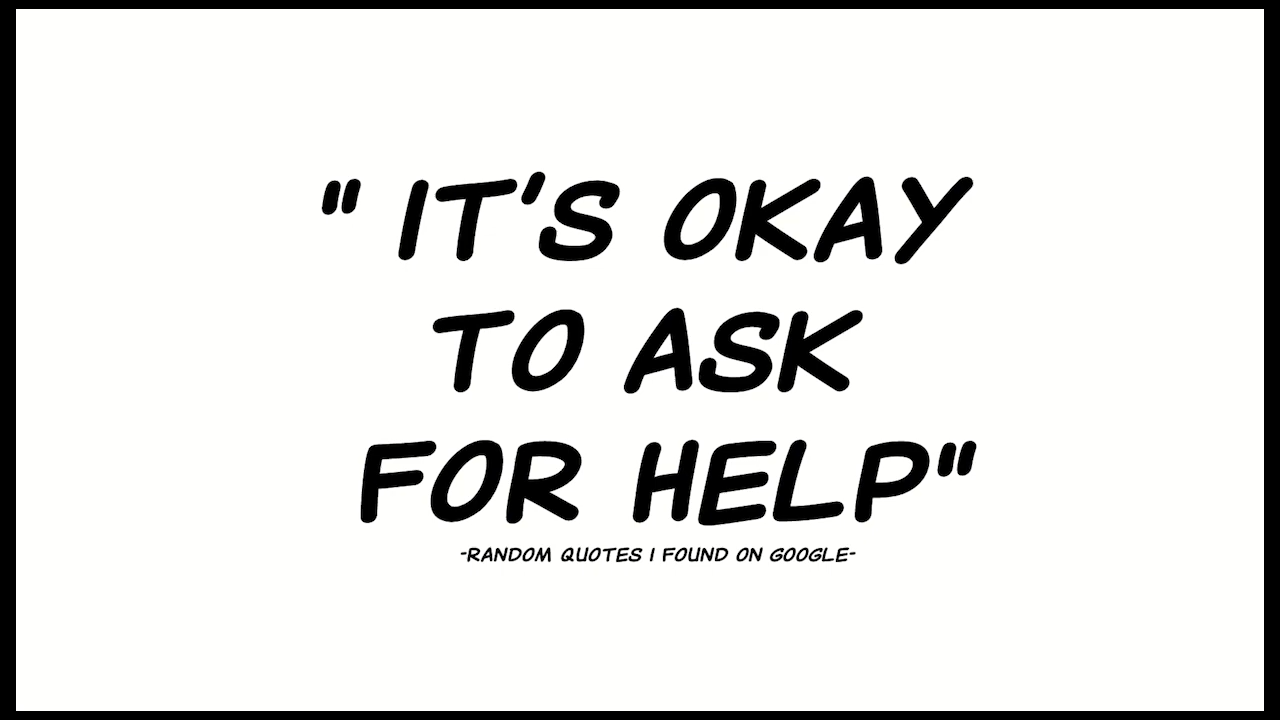 " IT'S OKAY
TO ASK
FOR HELP"
-RANDOM QUOTES I FOUND ON GOOGLE-